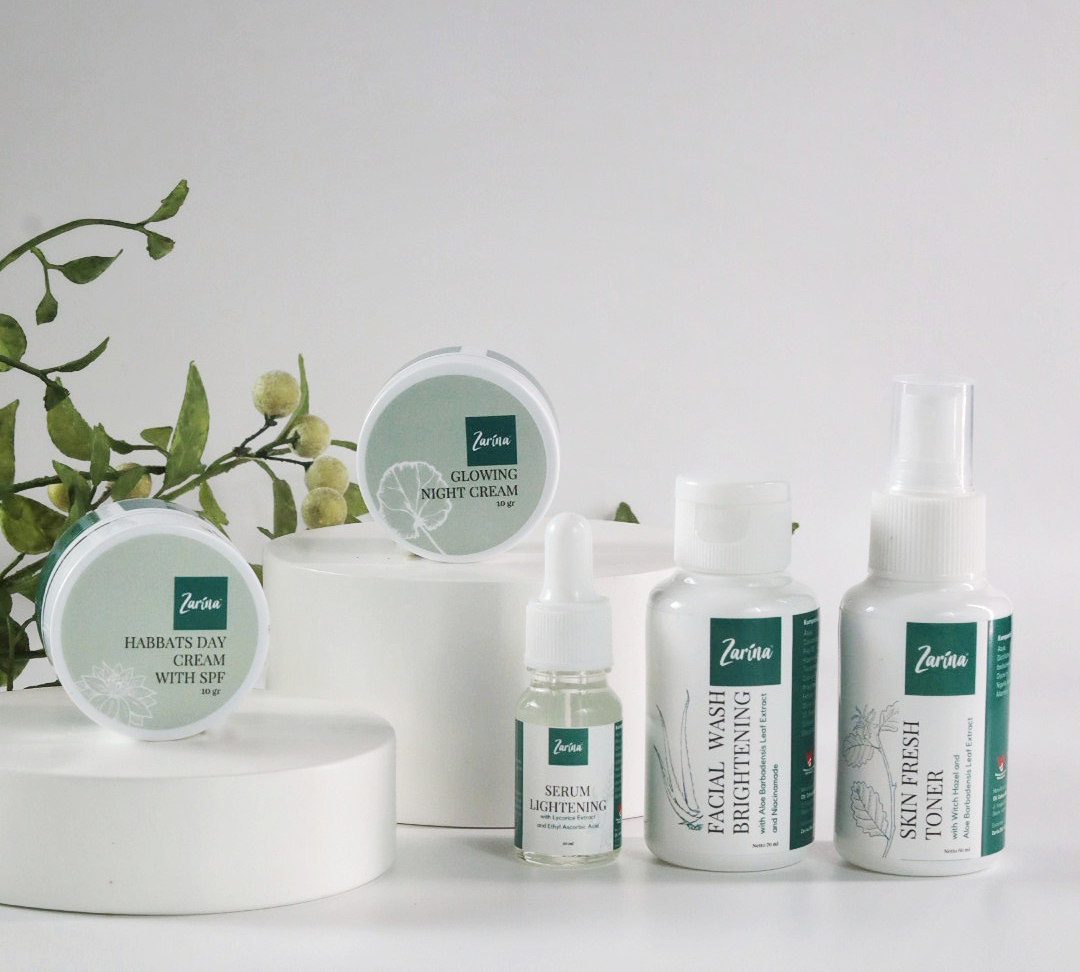 Zarina
GLOWING
NIGHT CREAM
10 gr
Zarina
HABBATS DAY
CREAM
WITH SPF
10 gr
Zarina
SERUM
LIGHTENING
with Lycorice Extract
and Ethyl Ascorbic Acid
Zarina
FACIAL WASH
BRIGHTENING
with Aloe Barbadensis Leaf Extract
and Niacinamide
Zarina
SKIN FRESH
TONER
with Witch Hazel and
Aloe Barbadensis Leaf Extract